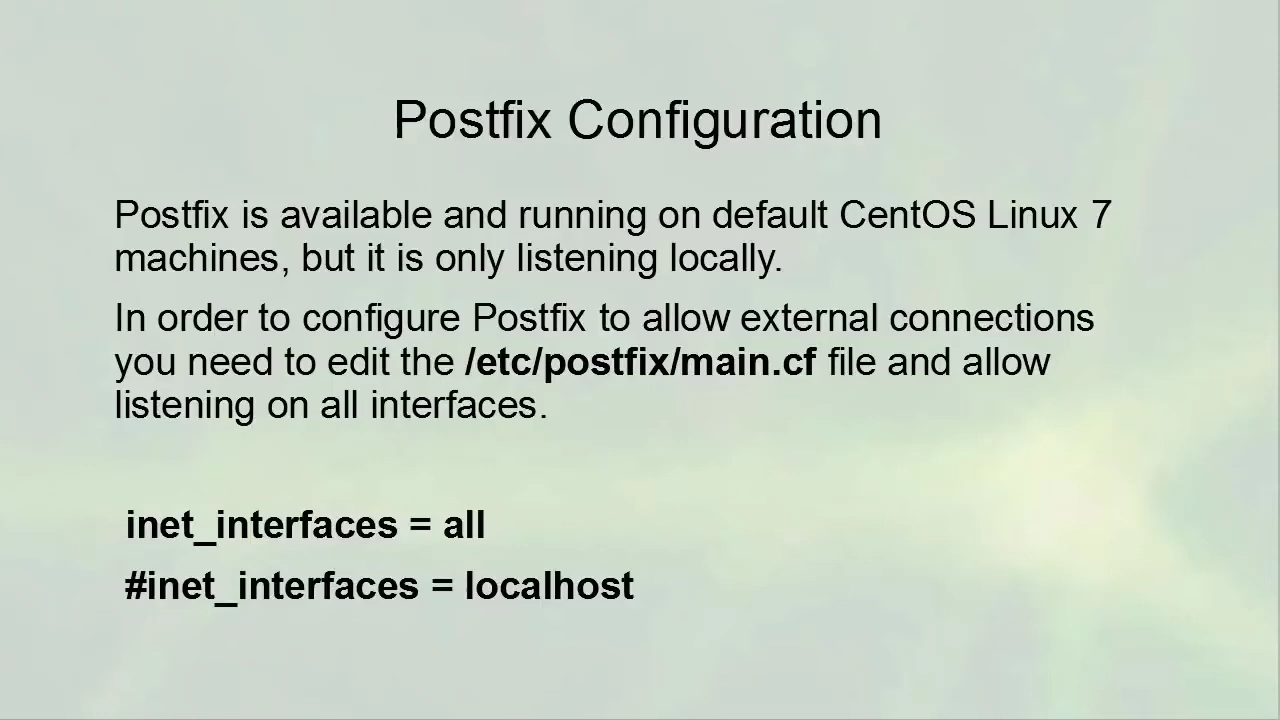 Postfix Configuration
Postfix is available and running on default CentOS Linux 7
machines, but it is only listening locally.
In order to configure Postfix to allow external connections
you need to edit the /etc/postfix/main.cf file and allow
listening on all interfaces.
inet_interfaces = all
#inet_interfaces = localhost